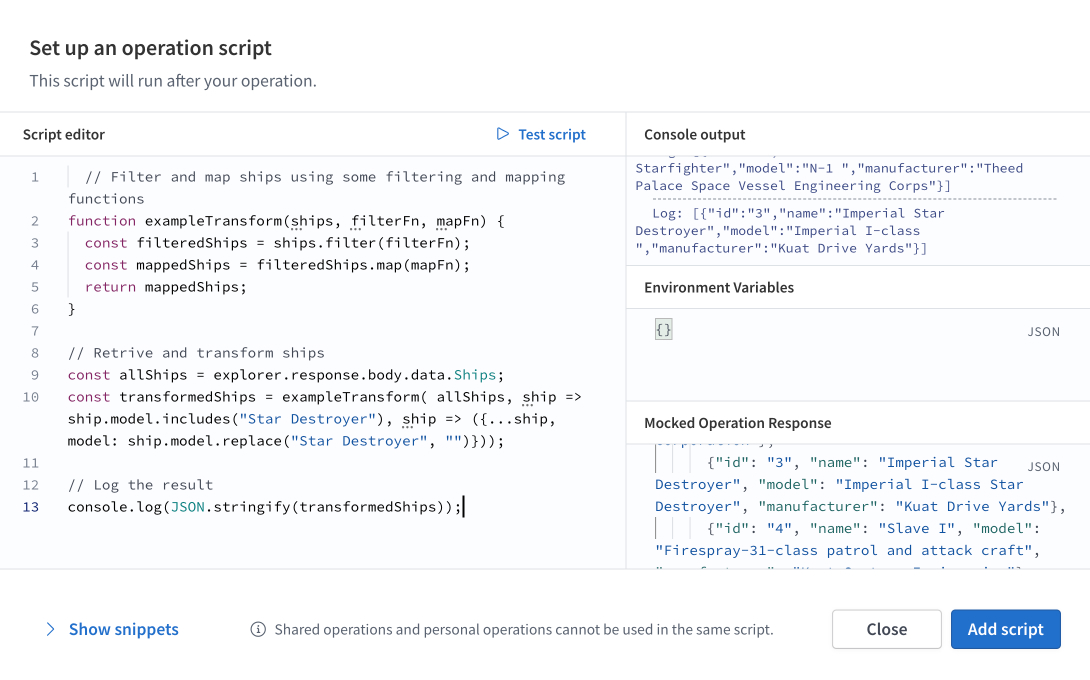 Set up an operation script
This script will run after your operation.
Script editor
Test script
1 // Filter and map ships using some filtering and mapping
functions
2 function exampleTransform(ships, filterFn, mapFn) {
3 const filteredShips = ships.filter(filterFn);
4 const mappedShips = filteredShips.map(mapFn);
5 return mappedShips;
6 }
7
8 // Retrive and transform ships
9 const allShips = explorer.response.body.data.Ships;
10 const transformedShips = exampleTransform( allShips, ship =>
ship.model.includes("Star Destroyer"), ship => ({...ship,
model: ship.model.replace("Star Destroyer", "")}));
11
12 // Log the result
13 console.log(JSON.stringify(transformedShips));
Console output
Starfighter","model":"N-1 ","manufacturer":"Theed
Palace Space Vessel Engineering Corps"}]
Log: [{"id":"3","name":"Imperial Star
Destroyer","model":"Imperial I-class
","manufacturer":"Kuat Drive Yards"}]
Environment Variables
{}
JSON
Mocked Operation Response
JSON
{"id": "3", "name": "Imperial Star
Destroyer", "model": "Imperial I-class Star
Destroyer", "manufacturer": "Kuat Drive Yards"},
{"id": "4", "name": "Slave I", "model":
"Firespray-31-class patrol and attack craft",
Show snippets
Shared operations and personal operations cannot be used in the same script.
Close
Add script